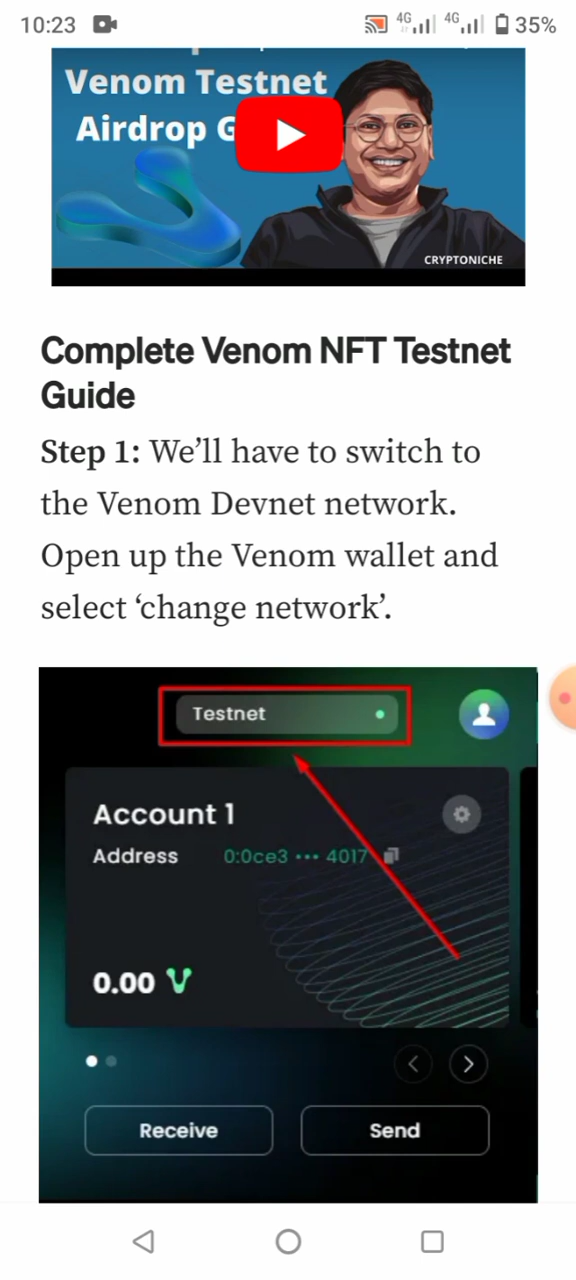 10:23
4G 4G 35%
Venom Testnet
Airdrop G
CRYPTONICHE
Complete Venom NFT Testnet
Guide
Step 1: We’ll have to switch to
the Venom Devnet network.
Open up the Venom wallet and
select ‘change network’.
Testnet
Account 1
Address 0:0ce3 ••• 4017
0.00
Receive Send